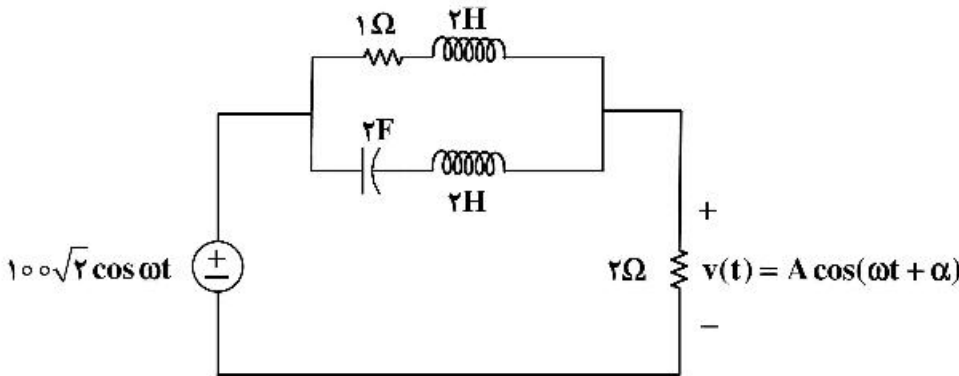 ۱Ω ۲H
۲F
۲H
+
۱۰۰√۲ cos ωt + − ۲Ω v(t) = A cos(ωt + α)
−